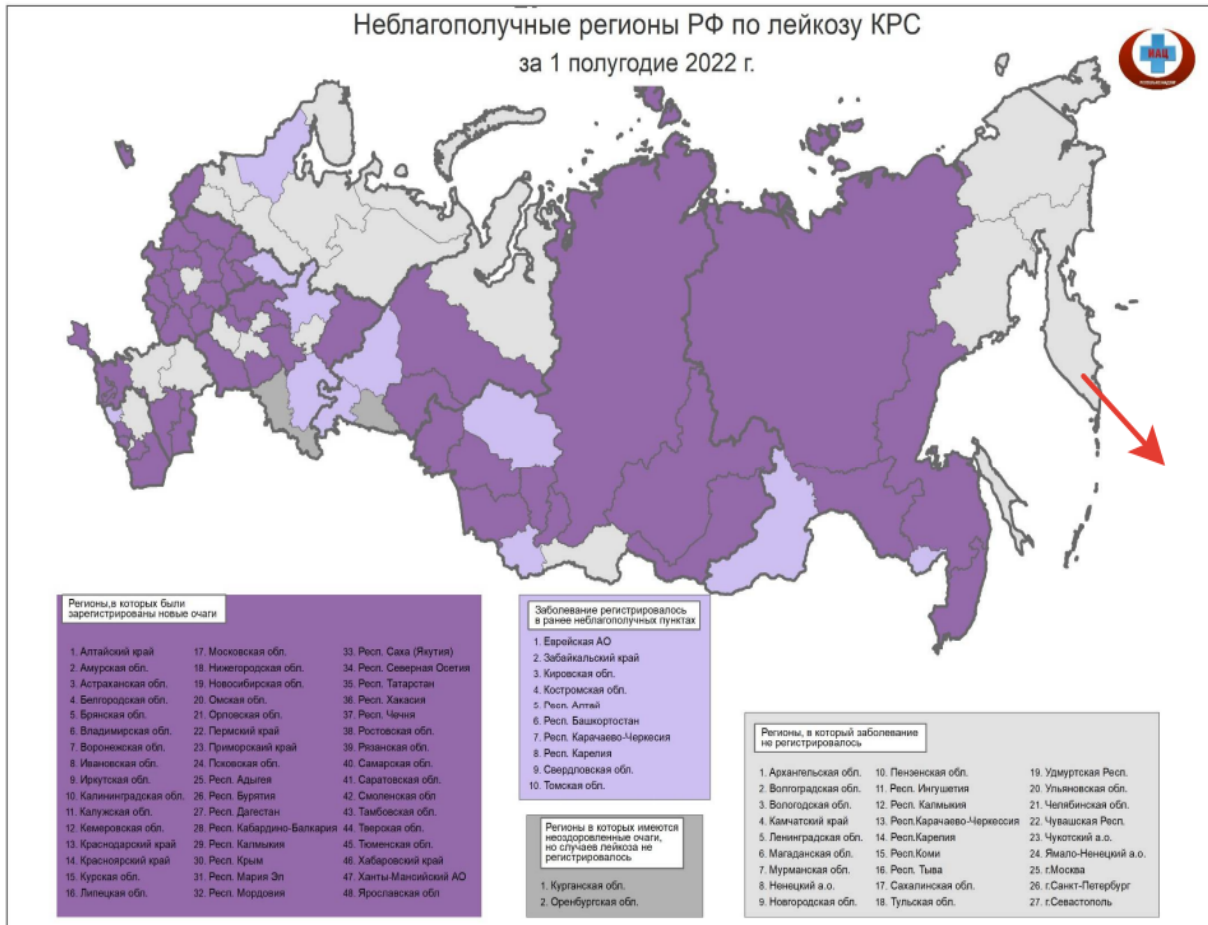 Неблагополучные регионы РФ по лейкозу КРС
за 1 полугодие 2022 г.
ИАЦ
Регионы,в которых были
зарегистрированы новые очаги
1. Алтайский край
2. Амурская обл.
3. Астраханская обл.
4. Белгородская обл.
5. Брянская обл.
6. Владимирская обл.
7. Воронежская обл.
8. Ивановская обл.
9. Иркутская обл.
10. Калининградская обл.
11. Калужская обл.
12. Кемеровская обл.
13. Краснодарский край
14. Красноярский край
15. Курская обл.
16. Липецкая обл.
17. Московская обл.
18. Нижегородская обл.
19. Новосибирская обл.
20. Омская обл.
21. Орловская обл.
22. Пермский край
23. Приморскаий край
24. Псковская обл.
25. Респ. Адыгея
26. Респ. Бурятия
27. Респ. Дагестан
28. Респ. Кабардино-Балкария
29. Респ. Калмыкия
30. Респ. Крым
31. Респ. Мария Эл
32. Респ. Мордовия
33. Респ. Саха (Якутия)
34. Респ. Северная Осетия
35. Респ. Татарстан
36. Респ. Хакасия
37. Респ. Чечня
38. Ростовская обл.
39. Рязанская обл.
40. Самарская обл.
41. Саратовская обл.
42. Смоленская обл
43. Тамбовская обл.
44. Тверская обл.
45. Тюменская обл.
46. Хабаровский край
47. Ханты-Мансийский АО
48. Ярославская обл
Заболевание регистрировалось
в ранее неблагополучных пунктах
1. Еврейская АО
2. Забайкальский край
3. Кировская обл.
4. Костромская обл.
5. Респ. Алтай
6. Респ. Башкортостан
7. Респ. Карачаево-Черкесия
8. Респ. Карелия
9. Свердловская обл.
10. Томская обл.
Регионы в которых имеются
неоздоровленные очаги,
но случаев лейкоза не
регистрировалось
1. Курганская обл.
2. Оренбургская обл.
Регионы, в который заболевание
не регистрировалось
1. Архангельская обл.
2. Волгоградская обл.
3. Вологодская обл.
4. Камчатский край
5. Ленинградская обл.
6. Магаданская обл.
7. Мурманская обл.
8. Ненецкий а.о.
9. Новгородская обл.
10. Пензенская обл.
11. Респ. Ингушетия
12. Респ. Калмыкия
13. Респ.Карачаево-Черкессия
14. Респ.Карелия
15. Респ.Коми
16. Респ. Тыва
17. Сахалинская обл.
18. Тульская обл.
19. Удмуртская Респ.
20. Ульяновская обл.
21. Челябинская обл.
22. Чувашская Респ.
23. Чукотский а.о.
24. Ямало-Ненецкий а.о.
25. г.Москва
26. г.Санкт-Петербург
27. г.Севастополь